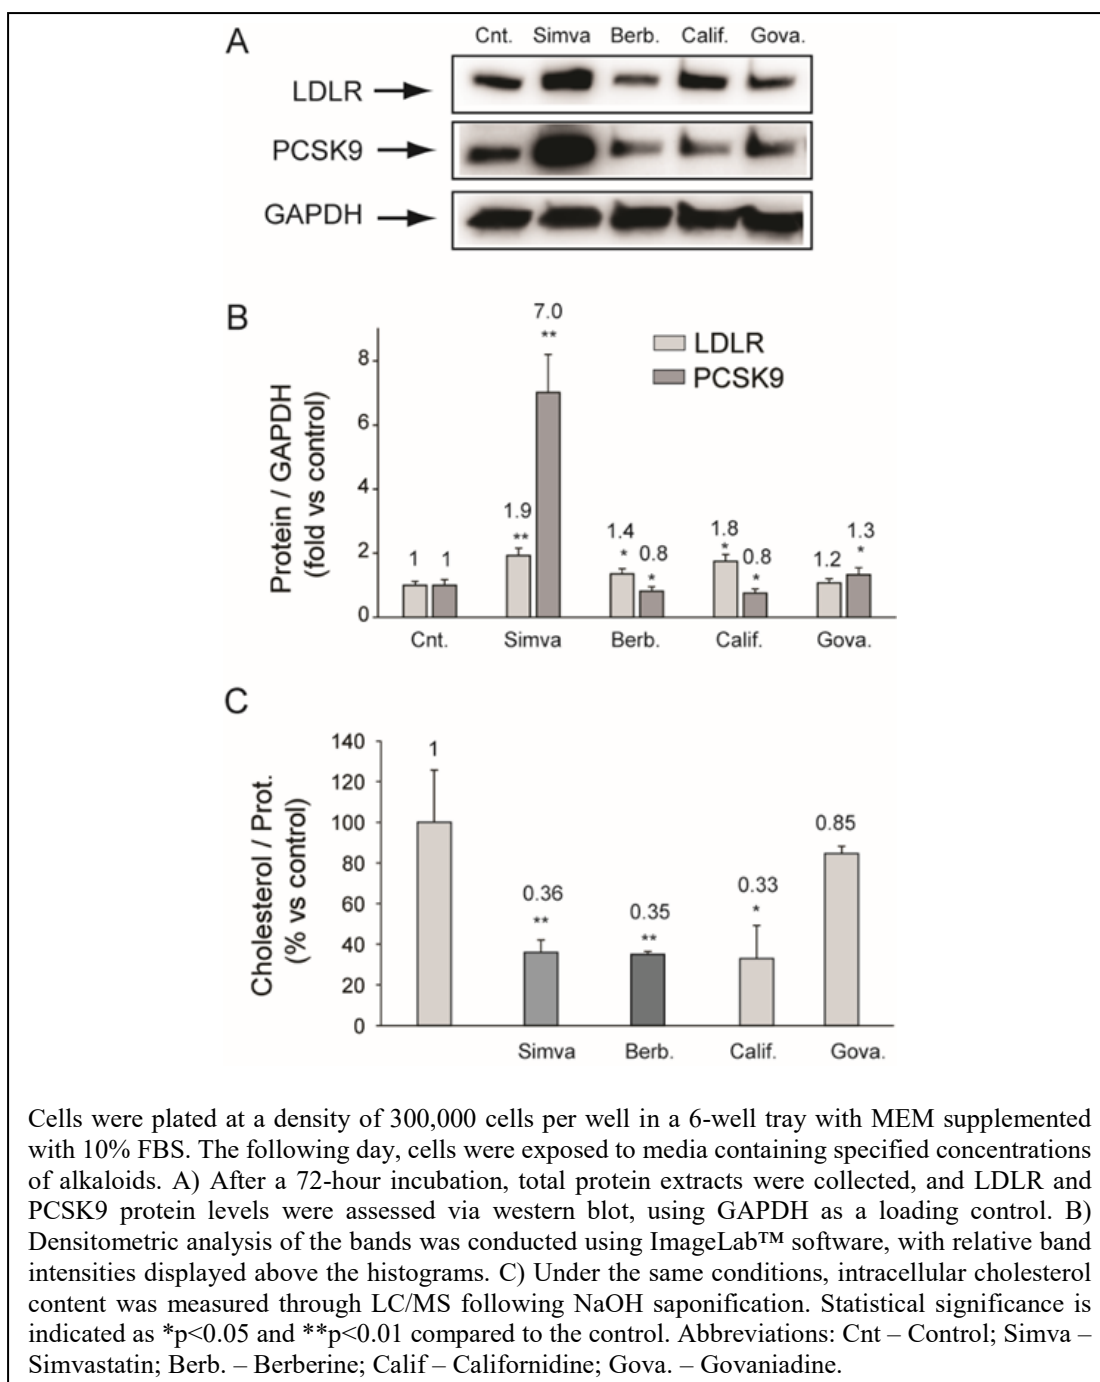 A
Cnt. Simva Berb. Calif. Gova.
LDLR
PCSK9
GAPDH
B
7.0
**
LDLR
PCSK9
Protein / GAPDH
(fold vs control)
8
6
4
2
0
1 1
1.9
**
1.4
*
0.8
*
1.8
*
0.8
*
1.2
1.3
*
Cnt. Simva Berb. Calif. Gova.
C
Cholesterol / Prot.
(% vs control)
140
120
100
80
60
40
20
0
1
0.36
**
0.35
**
0.33
*
0.85
Simva Berb. Calif. Gova.
Cells were plated at a density of 300,000 cells per well in a 6-well tray with MEM supplemented
with 10% FBS. The following day, cells were exposed to media containing specified concentrations
of alkaloids. A) After a 72-hour incubation, total protein extracts were collected, and LDLR and
PCSK9 protein levels were assessed via western blot, using GAPDH as a loading control. B)
Densitometric analysis of the bands was conducted using ImageLab™ software, with relative band
intensities displayed above the histograms. C) Under the same conditions, intracellular cholesterol
content was measured through LC/MS following NaOH saponification. Statistical significance is
indicated as *p<0.05 and **p<0.01 compared to the control. Abbreviations: Cnt – Control; Simva –
Simvastatin; Berb. – Berberine; Calif – Californidine; Gova. – Govaniadine.